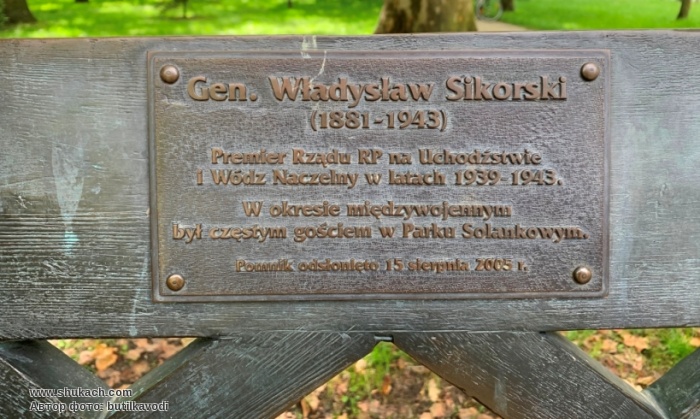 Gen. Władysław Sikorski
(1881-1943)
Premier Rządu RP na Uchodźstwie
i Wódz Naczelny w latach 1939-1943.
W okresie międzywojennym
był częstym gościem w Parku Solankowym.
Pomnik odsłonięto 15 sierpnia 2005 r.
www.shukach.com
Автор фото: butilkavodi